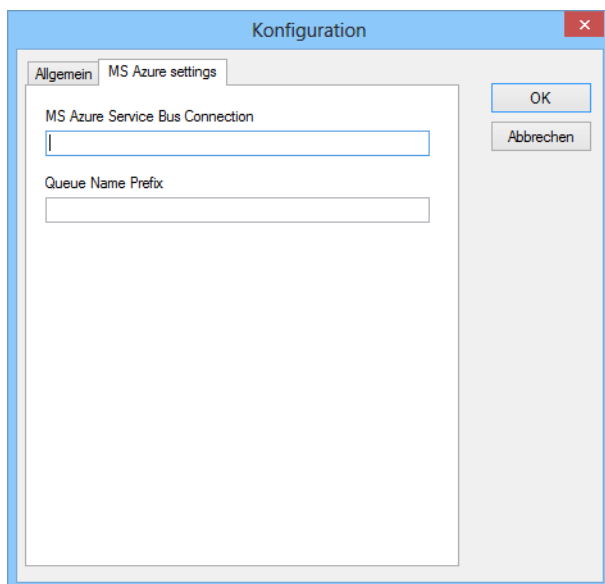 Konfiguration
Allgemein
MS Azure settings
OK
MS Azure Service Bus Connection
Abbrechen
Queue Name Prefix